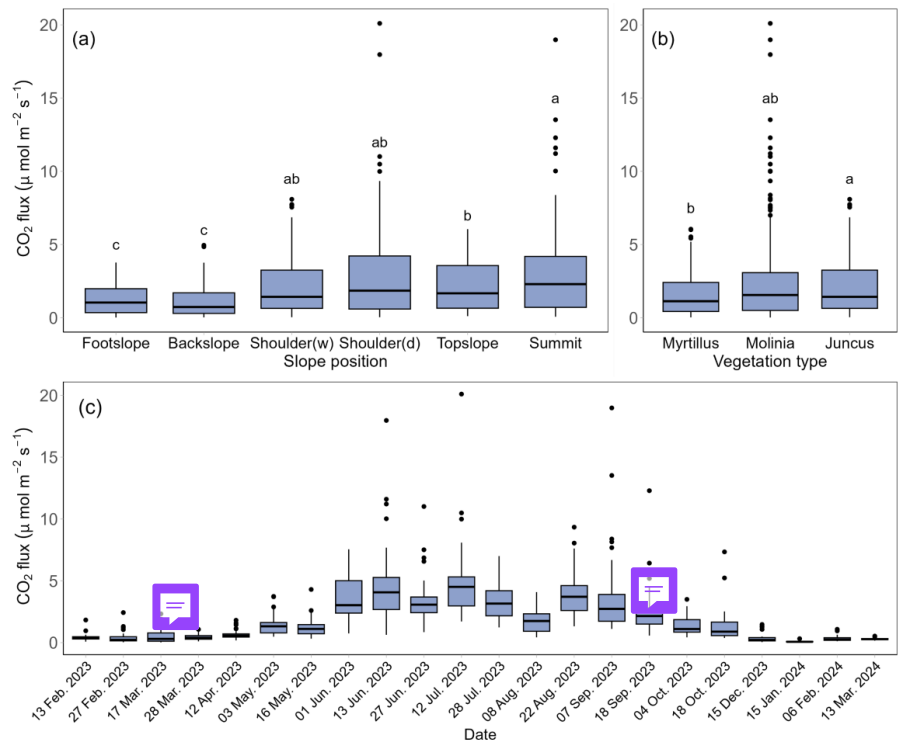 (a)
(b)
20
15
10
5
0
CO₂ flux (μ mol m⁻² s⁻¹)
c
c
ab
ab
b
a
Footslope
Backslope
Shoulder(w)
Shoulder(d)
Topslope
Summit
Slope position
20
15
10
5
0
b
ab
a
Myrtillus
Molinia
Juncus
Vegetation type
(c)
20
15
10
5
0
CO₂ flux (μ mol m⁻² s⁻¹)
13 Feb. 2023
27 Feb. 2023
17 Mar. 2023
28 Mar. 2023
12 Apr. 2023
03 May. 2023
16 May. 2023
01 Jun. 2023
13 Jun. 2023
27 Jun. 2023
12 Jul. 2023
28 Jul. 2023
08 Aug. 2023
22 Aug. 2023
07 Sep. 2023
18 Sep. 2023
04 Oct. 2023
18 Oct. 2023
15 Dec. 2023
15 Jan. 2024
06 Feb. 2024
13 Mar. 2024
Date